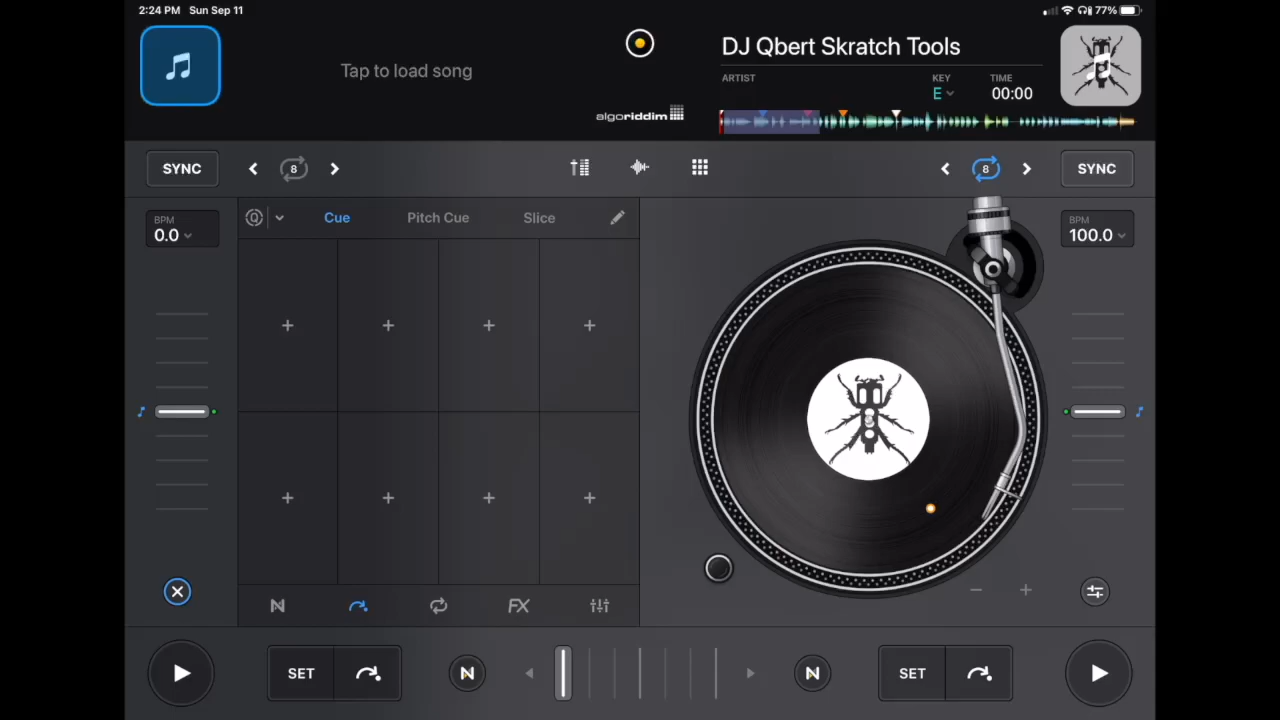 2:24 PM Sun Sep 11
77%
Tap to load song
algoriddim
DJ Qbert Skratch Tools
ARTIST
KEY
TIME
E
00:00
SYNC
8
8
SYNC
BPM
0.0
Cue
Pitch Cue
Slice
BPM
100.0
FX
SET
N
N
SET